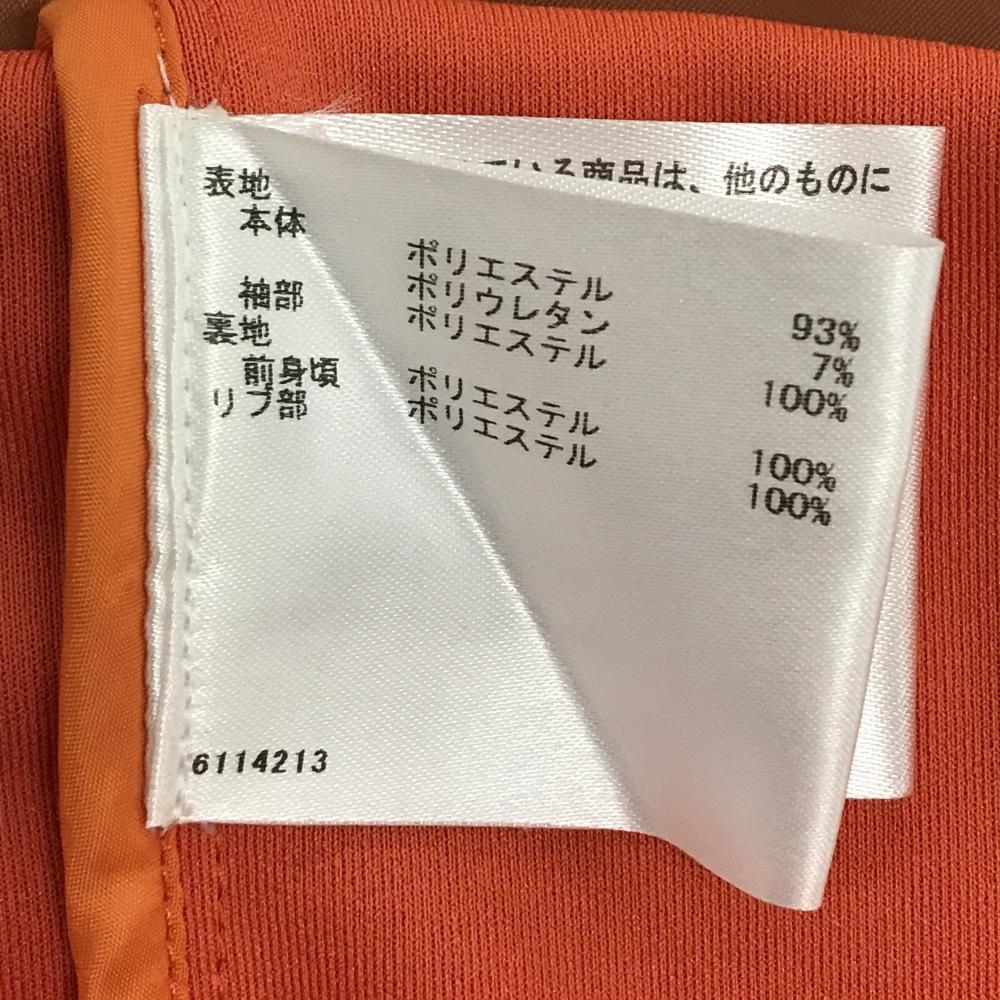 いる商品は、他のものに
表地
本体 ポリエステル 93%
ポリウレタン 7%
袖部 ポリエステル 100%
裏地
前身頃 ポリエステル 100%
リブ部 ポリエステル 100%
6114213